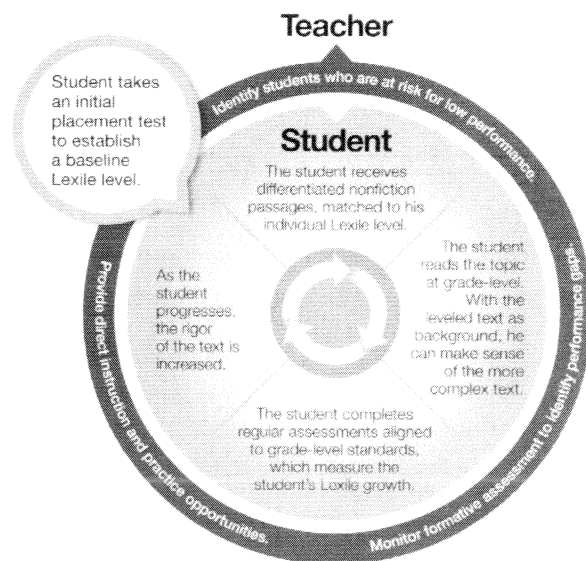 Teacher
Identify students who are at risk for low performance.
Student takes
an initial
placement test
to establish
a baseline
Lexile level.
Student
The student receives
differentiated nonfiction
passages, matched to his
individual Lexile level.
The student
reads the topic
at grade-level.
With the
leveled text as
background, he
can make sense
of the more
complex text.
As the
student
progresses,
the rigor
of the text is
increased.
The student completes
regular assessments aligned
to grade-level standards,
which measure the
student's Lexile growth.
Monitor formative assessment to identify performance gaps.
Provide direct instruction and practice opportunities.